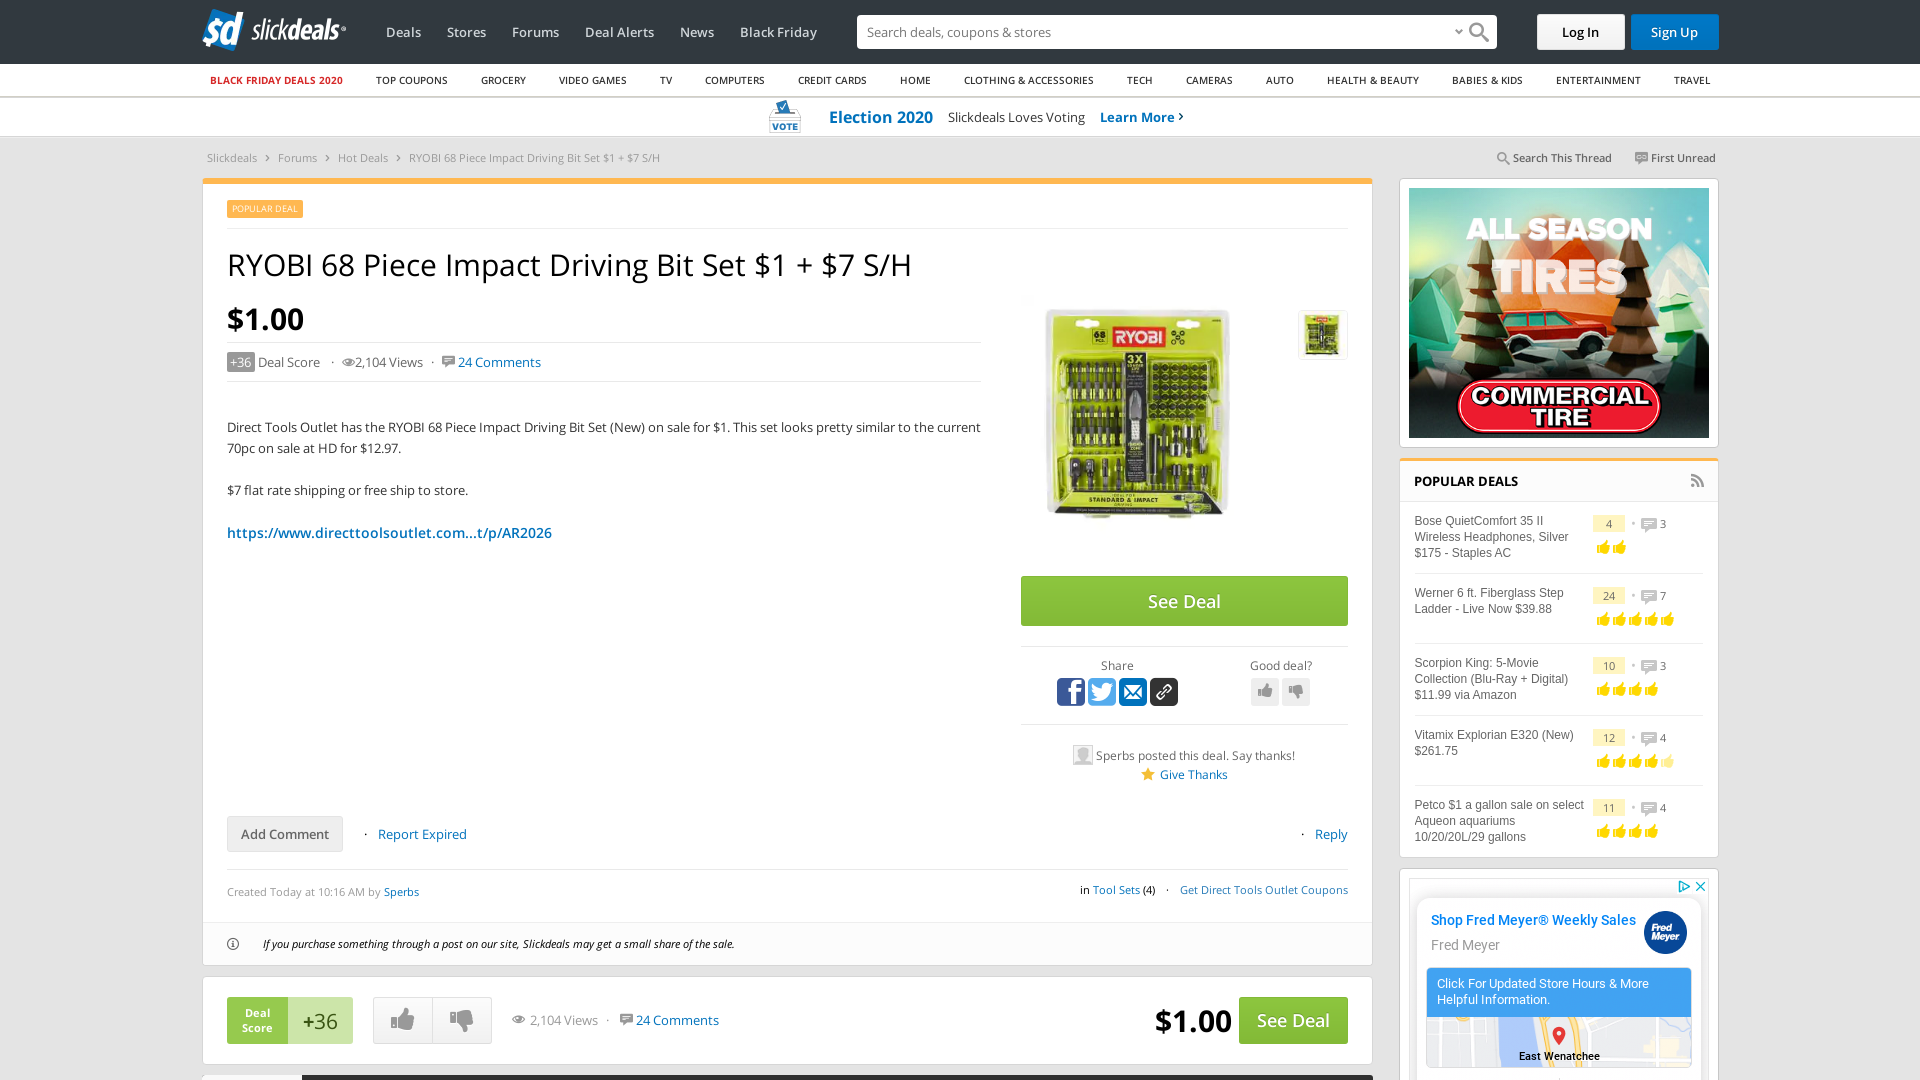 sd slickdeals
Deals Stores Forums Deal Alerts News Black Friday
Search deals, coupons & stores
Log In Sign Up
BLACK FRIDAY DEALS 2020 TOP COUPONS GROCERY VIDEO GAMES TV COMPUTERS CREDIT CARDS HOME CLOTHING & ACCESSORIES TECH CAMERAS AUTO HEALTH & BEAUTY BABIES & KIDS ENTERTAINMENT TRAVEL
VOTE Election 2020 Slickdeals Loves Voting Learn More
Slickdeals Forums Hot Deals RYOBI 68 Piece Impact Driving Bit Set $1 + $7 S/H
Search This Thread First Unread
POPULAR DEAL
RYOBI 68 Piece Impact Driving Bit Set $1 + $7 S/H
$1.00
+36 Deal Score · 2,104 Views · 24 Comments
Direct Tools Outlet has the RYOBI 68 Piece Impact Driving Bit Set (New) on sale for $1. This set looks pretty similar to the current
70pc on sale at HD for $12.97.
$7 flat rate shipping or free ship to store.
https://www.directtoolsoutlet.com...t/p/AR2026
68
RYOBI
3X
STANDARD & IMPACT
See Deal
Share
Good deal?
Sperbs posted this deal. Say thanks!
Give Thanks
Add Comment · Report Expired
· Reply
Created Today at 10:16 AM by Sperbs
in Tool Sets (4) · Get Direct Tools Outlet Coupons
If you purchase something through a post on our site, Slickdeals may get a small share of the sale.
Deal
Score
+36
2,104 Views · 24 Comments
$1.00 See Deal
ALL SEASON
TIRES
COMMERCIAL
TIRE
POPULAR DEALS
Bose QuietComfort 35 II
Wireless Headphones, Silver
$175 - Staples AC
4 • 3
Werner 6 ft. Fiberglass Step
Ladder - Live Now $39.88
24 • 7
Scorpion King: 5-Movie
Collection (Blu-Ray + Digital)
$11.99 via Amazon
10 • 3
Vitamix Explorian E320 (New)
$261.75
12 • 4
Petco $1 a gallon sale on select
Aqueon aquariums
10/20/20L/29 gallons
11 • 4
Shop Fred Meyer® Weekly Sales
Fred Meyer
Fred
Meyer
Click For Updated Store Hours & More
Helpful Information.
East Wenatchee